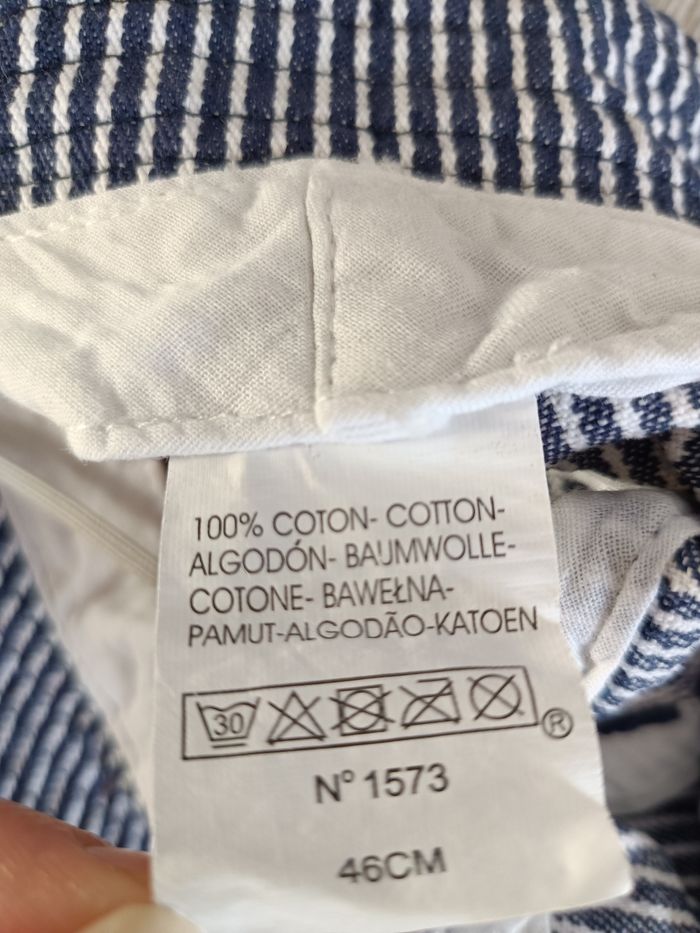 100% COTON- COTTON-
ALGODÓN- BAUMWOLLE-
COTONE- BAWEŁNA-
PAMUT-ALGODÃO-KATOEN
30
®
N° 1573
46CM